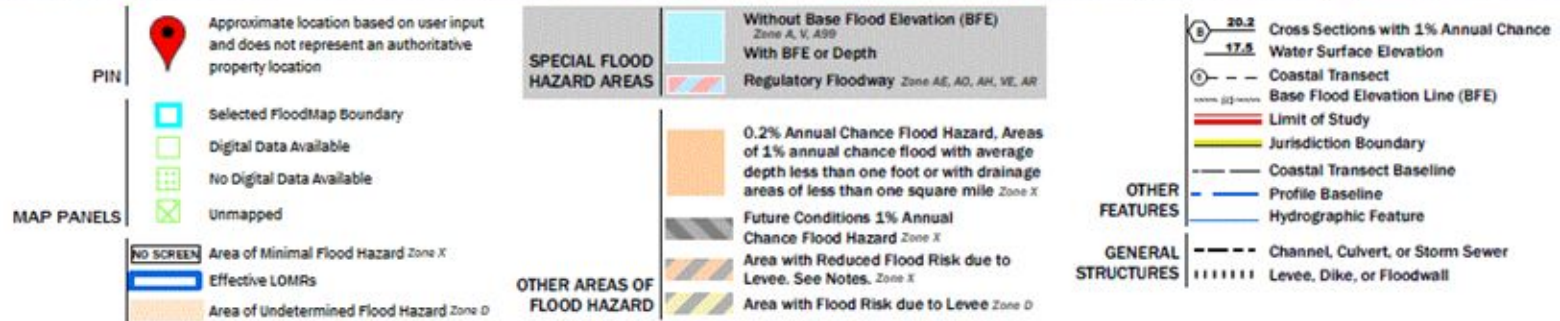 PIN
Approximate location based on user input
and does not represent an authoritative
property location
MAP PANELS
Selected FloodMap Boundary
Digital Data Available
No Digital Data Available
Unmapped
NO SCREEN Area of Minimal Flood Hazard Zone X
Effective LOMRs
Area of Undetermined Flood Hazard Zone D
SPECIAL FLOOD
HAZARD AREAS
Without Base Flood Elevation (BFE)
Zone A, V, A99
With BFE or Depth
Regulatory Floodway Zone AE, AO, AH, VE, AR
OTHER AREAS OF
FLOOD HAZARD
0.2% Annual Chance Flood Hazard, Areas
of 1% annual chance flood with average
depth less than one foot or with drainage
areas of less than one square mile Zone X
Future Conditions 1% Annual
Chance Flood Hazard Zone X
Area with Reduced Flood Risk due to
Levee. See Notes. Zone X
Area with Flood Risk due to Levee Zone D
OTHER
FEATURES
20.2 Cross Sections with 1% Annual Chance
17.5 Water Surface Elevation
Coastal Transect
Base Flood Elevation Line (BFE)
Limit of Study
Jurisdiction Boundary
Coastal Transect Baseline
Profile Baseline
Hydrographic Feature
GENERAL
STRUCTURES
Channel, Culvert, or Storm Sewer
Levee, Dike, or Floodwall